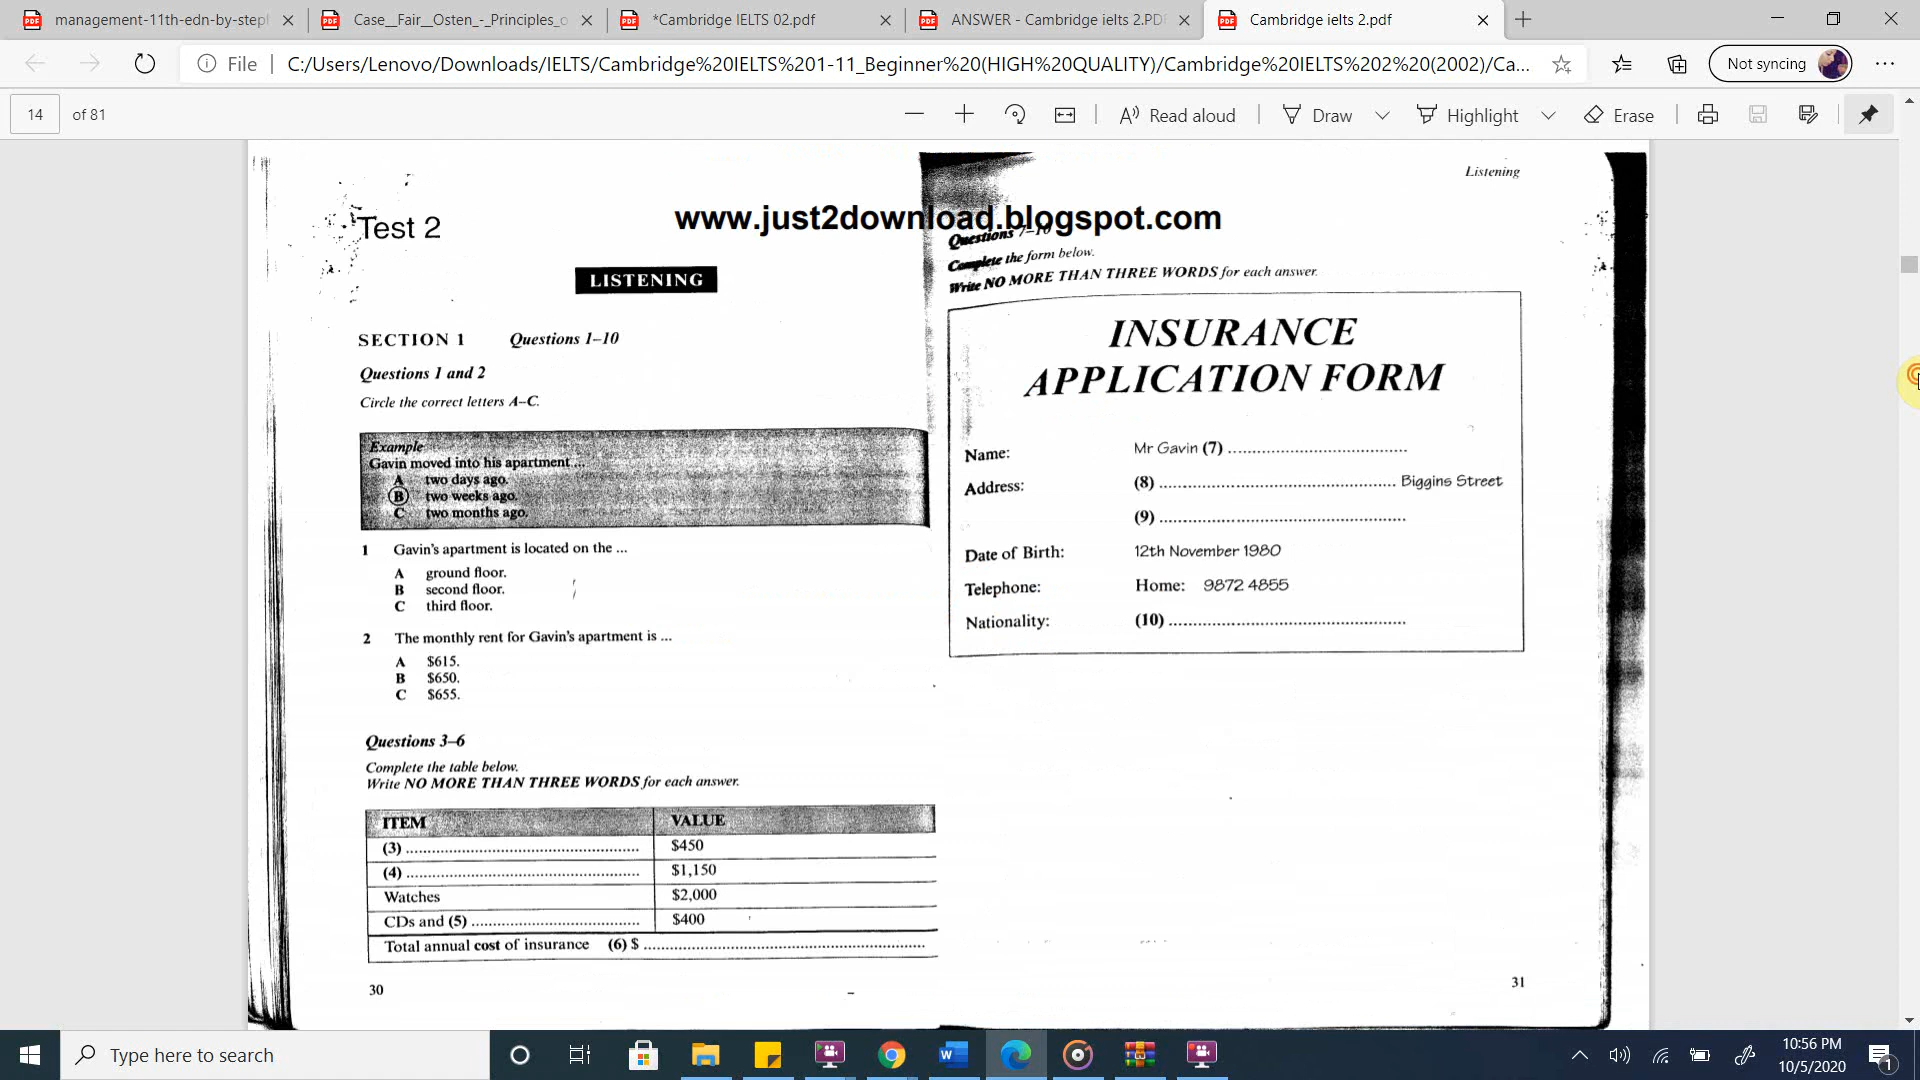 management-11th-edn-by-step
Case__Fair__Osten_-_Principles_o
*Cambridge IELTS 02.pdf
ANSWER - Cambridge ielts 2.PDF
Cambridge ielts 2.pdf
File
C:/Users/Lenovo/Downloads/IELTS/Cambridge%20IELTS%201-11_Beginner%20(HIGH%20QUALITY)/Cambridge%20IELTS%202%20(2002)/Ca...
Not syncing
14 of 81
Read aloud
Draw
Highlight
Erase
www.just2download.blogspot.com
Test 2
LISTENING
SECTION 1 Questions 1–10
Questions 1 and 2
Circle the correct letters A–C.
Example
Gavin moved into his apartment ...
A two days ago.
B two weeks ago.
C two months ago.
1 Gavin's apartment is located on the ...
A ground floor.
B second floor.
C third floor.
2 The monthly rent for Gavin's apartment is ...
A $615.
B $650.
C $655.
Questions 3–6
Complete the table below.
Write NO MORE THAN THREE WORDS for each answer.
ITEM VALUE
(3) ................................................ $450
(4) ................................................ $1,150
Watches $2,000
CDs and (5) ................................... $400
Total annual cost of insurance (6) $ ..........................................................
30
Listening
Questions 7–10
Complete the form below.
Write NO MORE THAN THREE WORDS for each answer.
INSURANCE
APPLICATION FORM
Name: Mr Gavin (7) ....................................
Address: (8) ................................................ Biggins Street
(9) ..................................................
Date of Birth: 12th November 1980
Telephone: Home: 9872 4855
Nationality: (10) ................................................
31
Type here to search
10:56 PM
10/5/2020
1